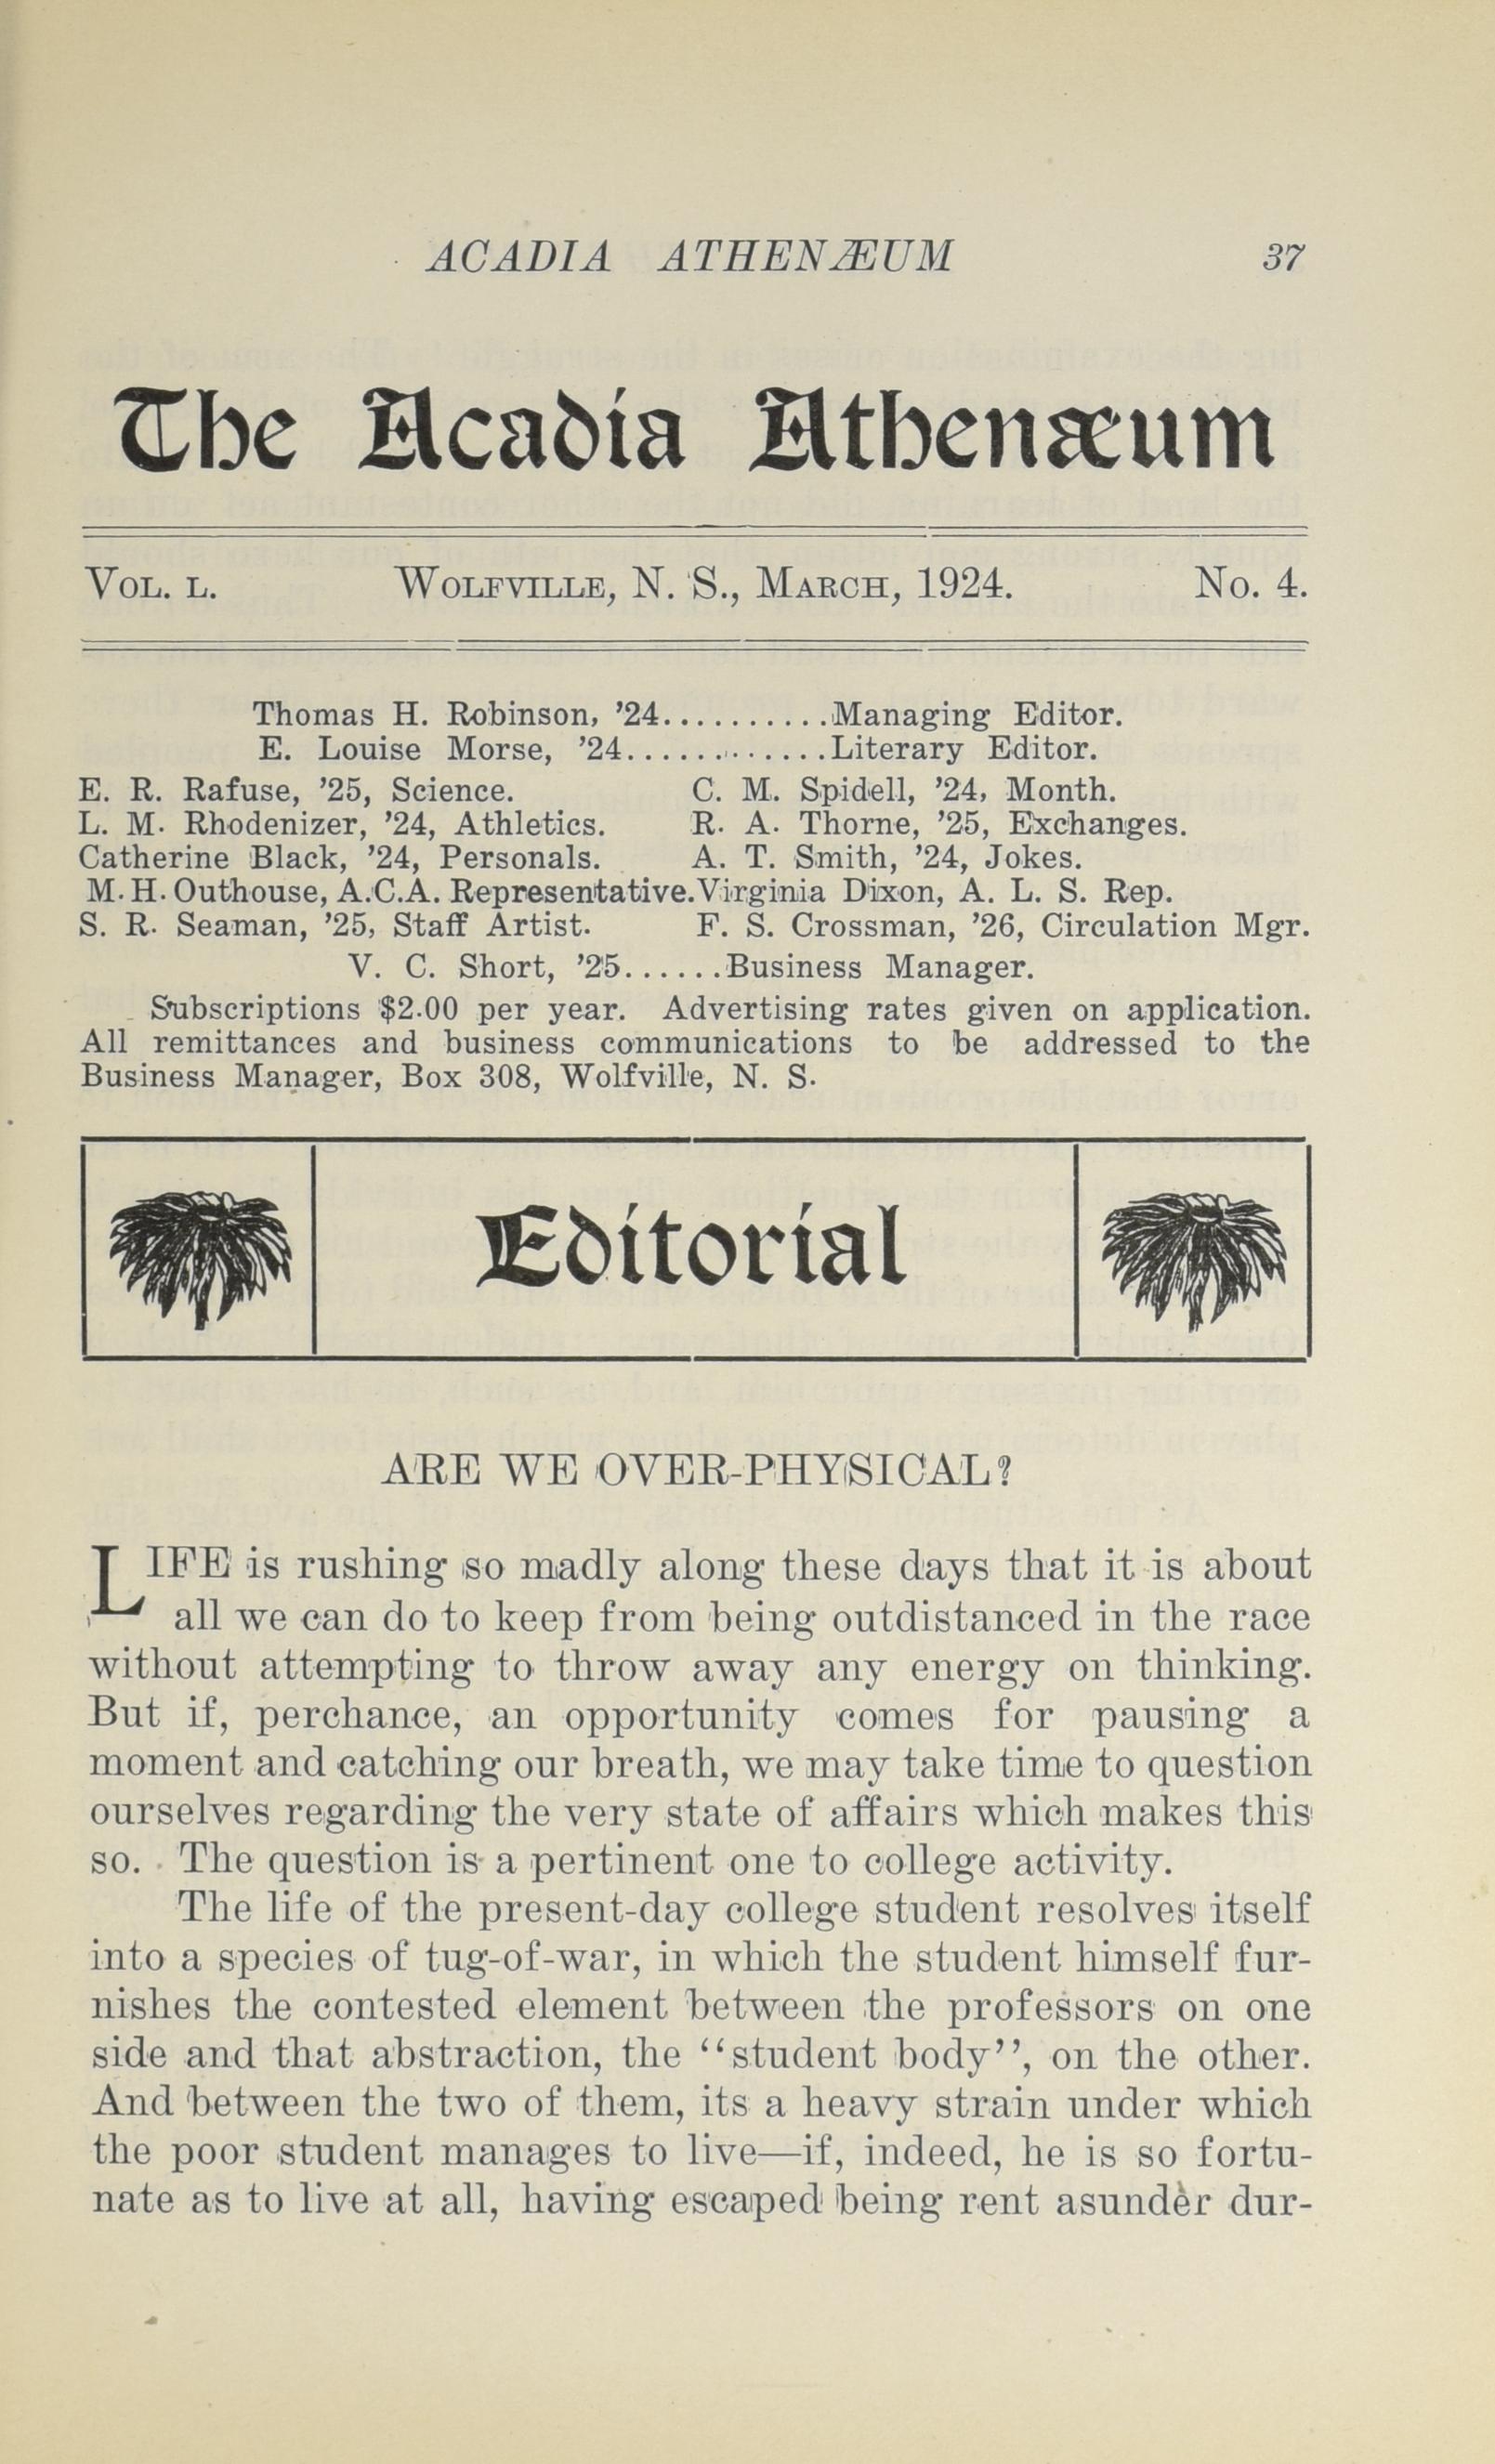 ACADIA ATHENÆUM 37
The Acadia Athenæum
VOL. L. WOLFVILLE, N. S., MARCH, 1924. No. 4.
Thomas H. Robinson, '24..........Managing Editor.
E. Louise Morse, '24............Literary Editor.
E. R. Rafuse, '25, Science. C. M. Spidell, '24, Month.
L. M. Rhodenizer, '24, Athletics. R. A. Thorne, '25, Exchanges.
Catherine Black, '24, Personals. A. T. Smith, '24, Jokes.
M. H. Outhouse, A.C.A. Representative. Virginia Dixon, A. L. S. Rep.
S. R. Seaman, '25, Staff Artist. F. S. Crossman, '26, Circulation Mgr.
V. C. Short, '25......Business Manager.
Subscriptions $2.00 per year. Advertising rates given on application.
All remittances and business communications to be addressed to the
Business Manager, Box 308, Wolfville, N. S.
Editorial
ARE WE OVER-PHYSICAL?
LIFE is rushing so madly along these days that it is about
all we can do to keep from being outdistanced in the race
without attempting to throw away any energy on thinking.
But if, perchance, an opportunity comes for pausing a
moment and catching our breath, we may take time to question
ourselves regarding the very state of affairs which makes this
so. The question is a pertinent one to college activity.
The life of the present-day college student resolves itself
into a species of tug-of-war, in which the student himself fur-
nishes the contested element between the professors on one
side and that abstraction, the "student body", on the other.
And between the two of them, its a heavy strain under which
the poor student manages to live—if, indeed, he is so fortu-
nate as to live at all, having escaped being rent asunder dur-